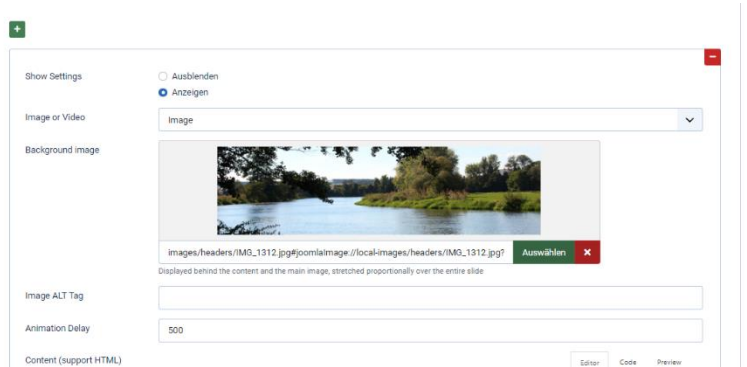 +
−
Show Settings
Ausblenden
Anzeigen
Image or Video
Image
Background image
images/headers/IMG_1312.jpg#joomlaImage://local-images/headers/IMG_1312.jpg?
Auswählen ×
Displayed behind the content and the main image, stretched proportionally over the entire slide
Image ALT Tag
Animation Delay
500
Content (support HTML)
Editor Code Preview